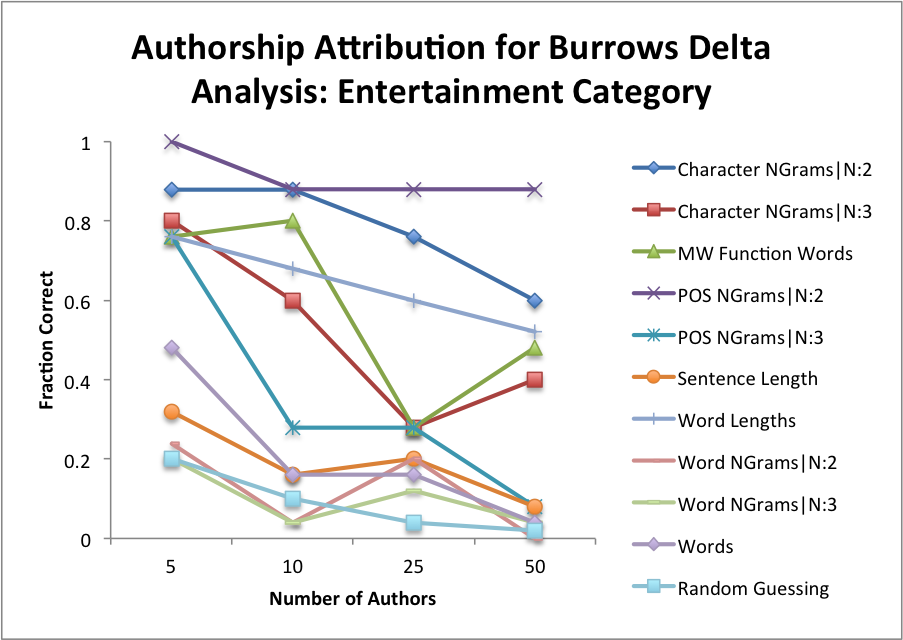 Authorship Attribution for Burrows Delta
Analysis: Entertainment Category
1
0.8
0.6
0.4
0.2
0
Fraction Correct
5 10 25 50
Number of Authors
Character NGrams|N:2
Character NGrams|N:3
MW Function Words
POS NGrams|N:2
POS NGrams|N:3
Sentence Length
Word Lengths
Word NGrams|N:2
Word NGrams|N:3
Words
Random Guessing